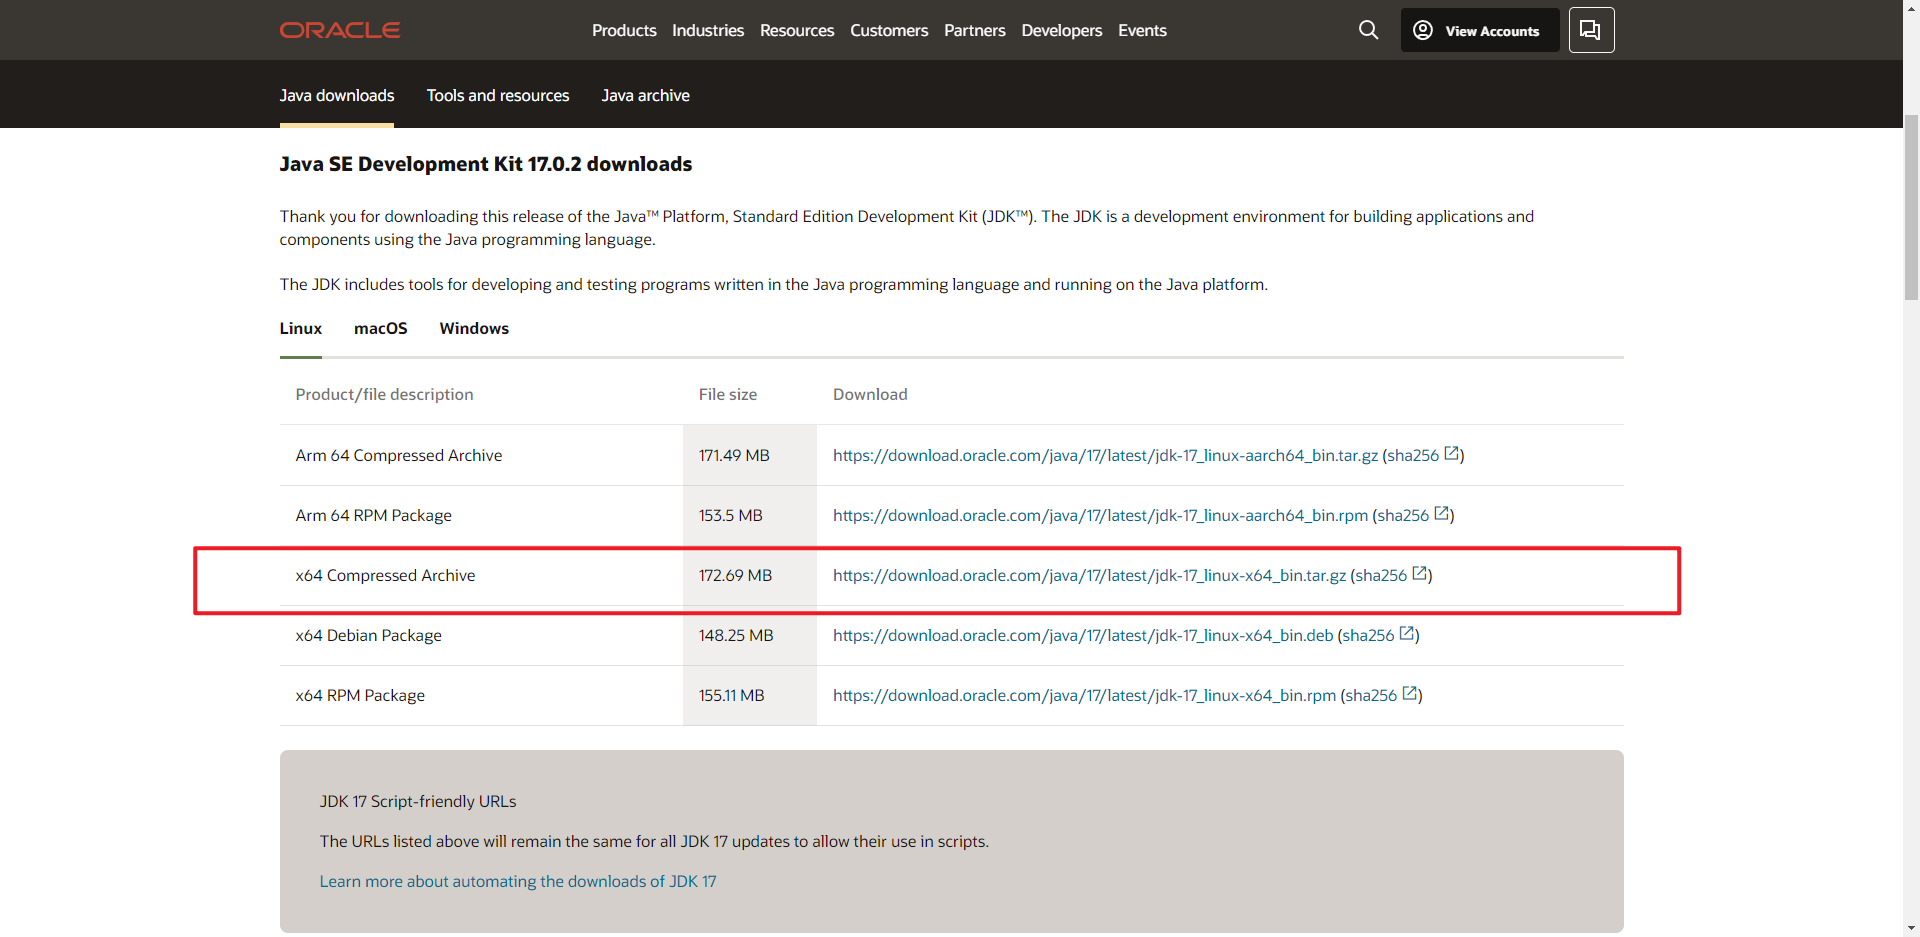 ORACLE
Products Industries Resources Customers Partners Developers Events
View Accounts
Java downloads Tools and resources Java archive
Java SE Development Kit 17.0.2 downloads
Thank you for downloading this release of the Java™ Platform, Standard Edition Development Kit (JDK™). The JDK is a development environment for building applications and
components using the Java programming language.
The JDK includes tools for developing and testing programs written in the Java programming language and running on the Java platform.
Linux macOS Windows
Product/file description File size Download
Arm 64 Compressed Archive 171.49 MB https://download.oracle.com/java/17/latest/jdk-17_linux-aarch64_bin.tar.gz (sha256)
Arm 64 RPM Package 153.5 MB https://download.oracle.com/java/17/latest/jdk-17_linux-aarch64_bin.rpm (sha256)
x64 Compressed Archive 172.69 MB https://download.oracle.com/java/17/latest/jdk-17_linux-x64_bin.tar.gz (sha256)
x64 Debian Package 148.25 MB https://download.oracle.com/java/17/latest/jdk-17_linux-x64_bin.deb (sha256)
x64 RPM Package 155.11 MB https://download.oracle.com/java/17/latest/jdk-17_linux-x64_bin.rpm (sha256)
JDK 17 Script-friendly URLs
The URLs listed above will remain the same for all JDK 17 updates to allow their use in scripts.
Learn more about automating the downloads of JDK 17